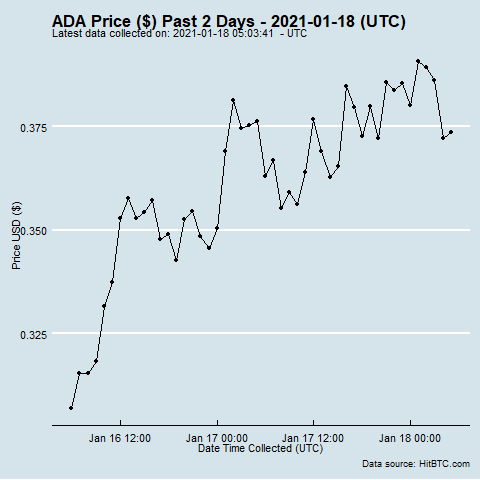 ADA Price ($) Past 2 Days - 2021-01-18 (UTC)
Latest data collected on: 2021-01-18 05:03:41  - UTC
Price USD ($)
0.375
0.350
0.325
Jan 16 12:00 Jan 17 00:00 Jan 17 12:00 Jan 18 00:00
Date Time Collected (UTC)
Data source: HitBTC.com